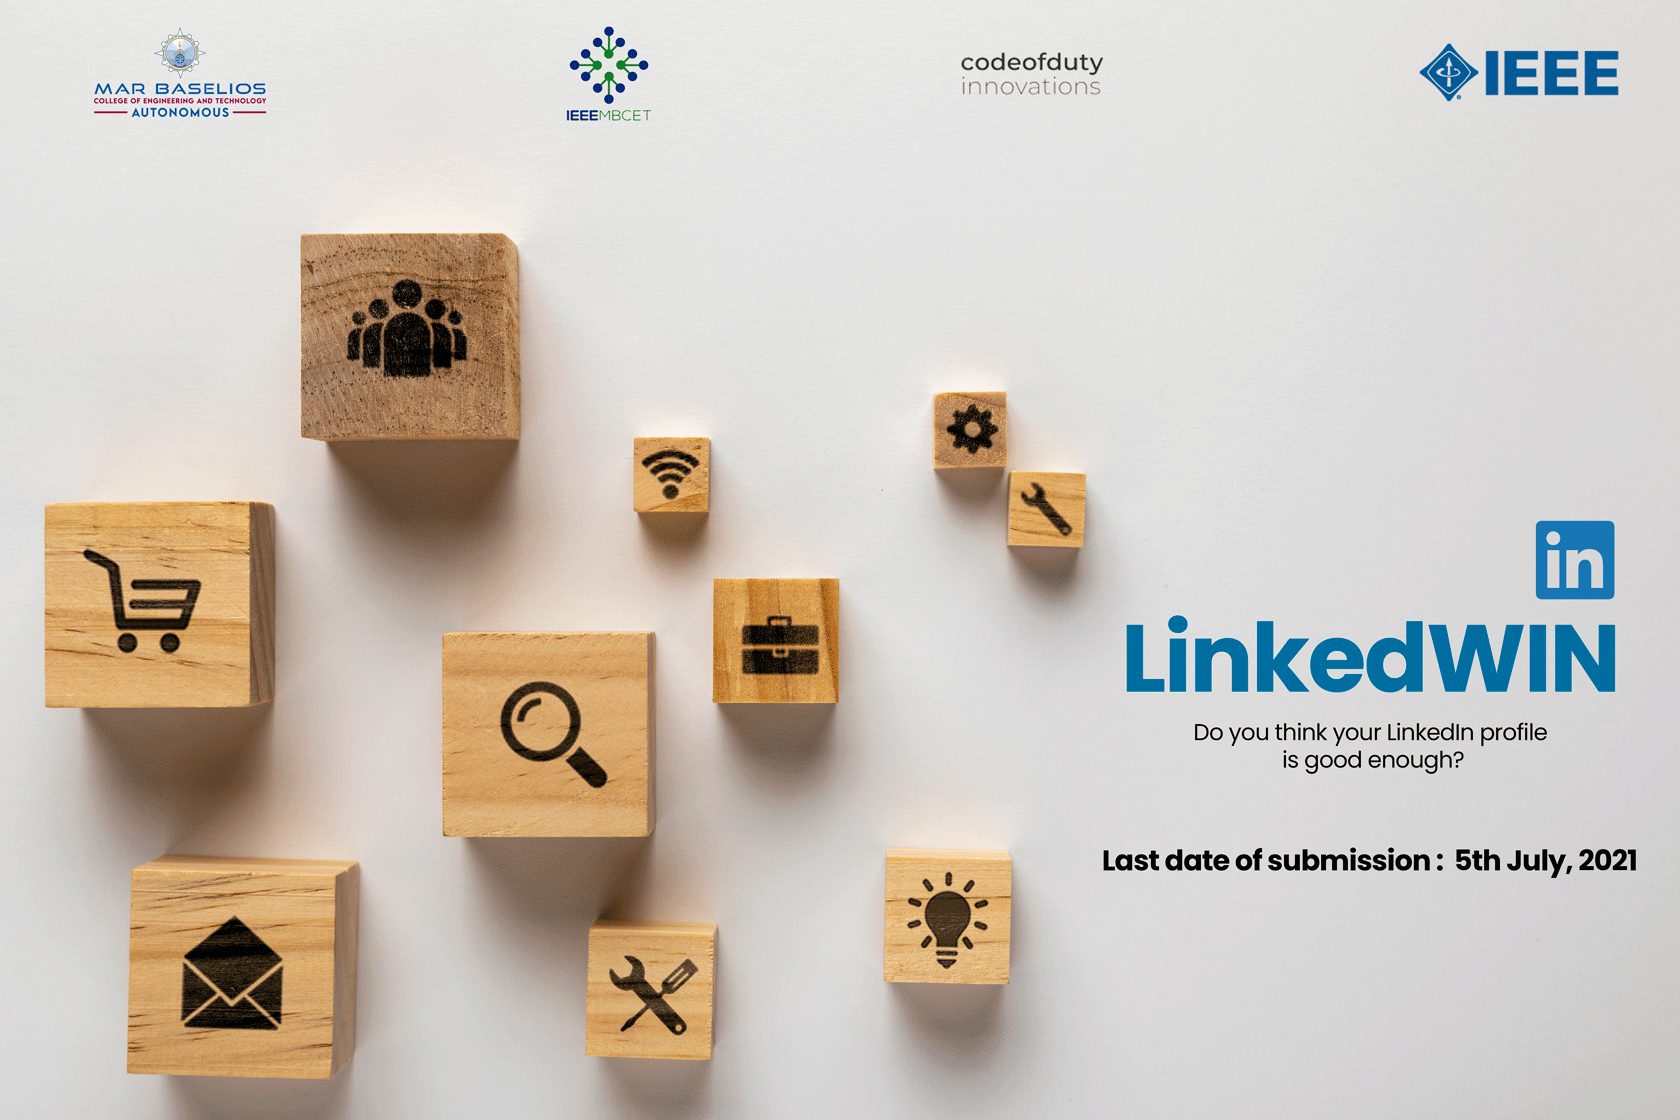 MAR BASELIOS
COLLEGE OF ENGINEERING AND TECHNOLOGY
AUTONOMOUS
IEEEMBCET
codeofduty
innovations
IEEE
in
LinkedWIN
Do you think your LinkedIn profile
is good enough?
Last date of submission : 5th July, 2021